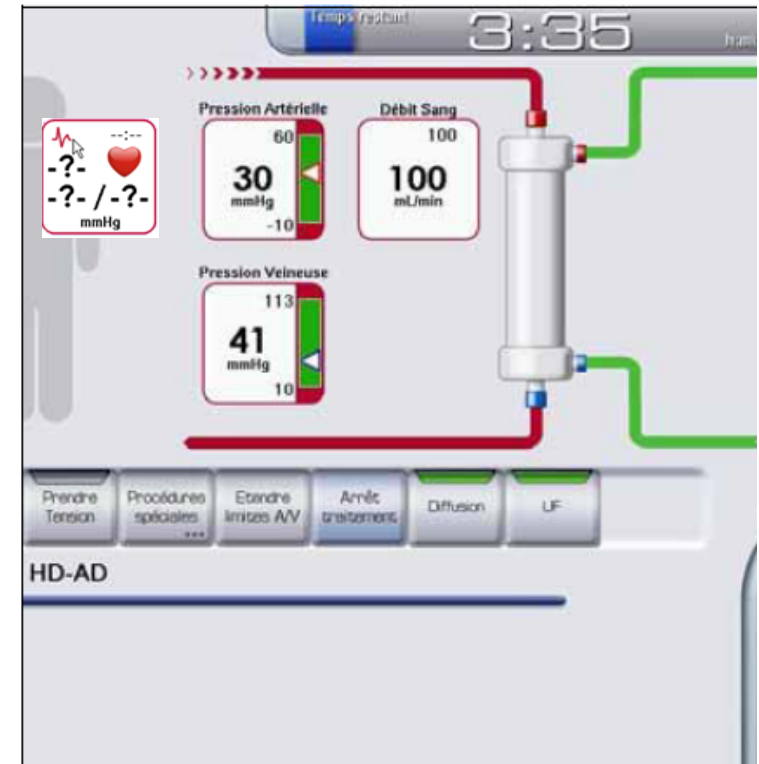 Temps restant
3:35
--:--
-?-
-?- / -?-
mmHg
Pression Artérielle
60
30
mmHg
-10
Débit Sang
100
100
mL/min
Pression Veineuse
113
41
mmHg
10
Prendre
Tension
Procédures
spéciales
...
Etendre
limites A/V
Arrêt
traitement
Diffusion
UF
HD-AD